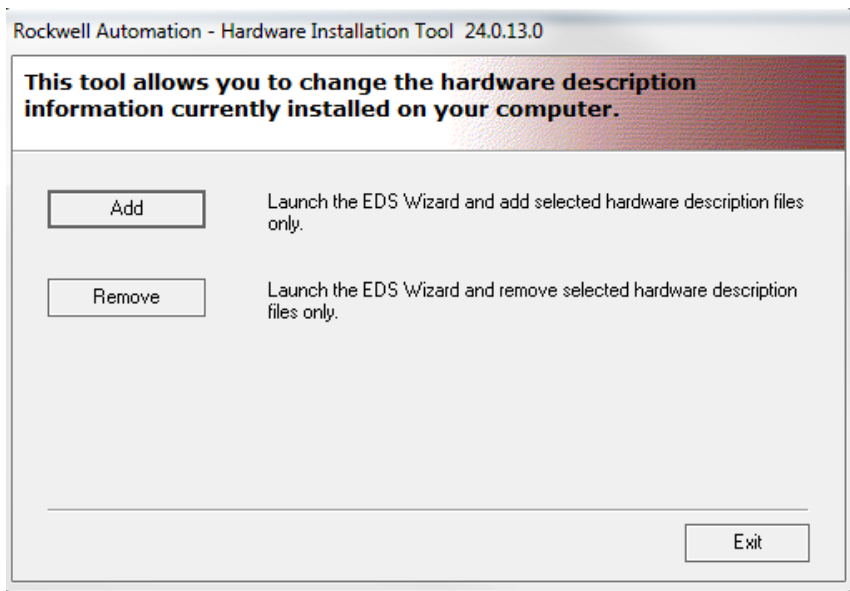 Rockwell Automation - Hardware Installation Tool 24.0.13.0
This tool allows you to change the hardware description
information currently installed on your computer.
Add
Launch the EDS Wizard and add selected hardware description files
only.
Remove
Launch the EDS Wizard and remove selected hardware description
files only.
Exit